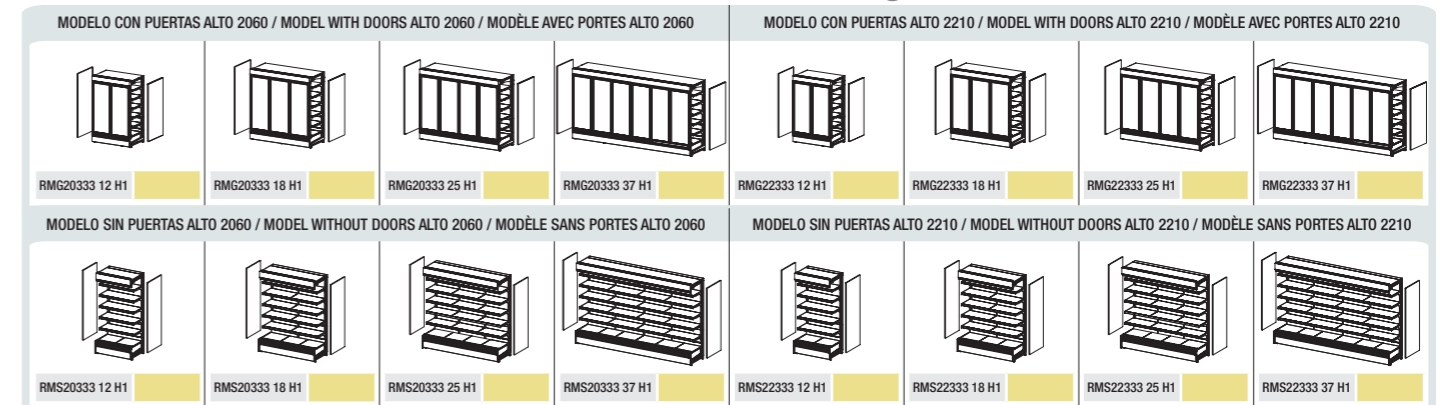 MODELO CON PUERTAS ALTO 2060 / MODEL WITH DOORS ALTO 2060 / MODÈLE AVEC PORTES ALTO 2060
MODELO CON PUERTAS ALTO 2210 / MODEL WITH DOORS ALTO 2210 / MODÈLE AVEC PORTES ALTO 2210
RMG20333 12 H1
RMG20333 18 H1
RMG20333 25 H1
RMG20333 37 H1
RMG22333 12 H1
RMG22333 18 H1
RMG22333 25 H1
RMG22333 37 H1
MODELO SIN PUERTAS ALTO 2060 / MODEL WITHOUT DOORS ALTO 2060 / MODÈLE SANS PORTES ALTO 2060
MODELO SIN PUERTAS ALTO 2210 / MODEL WITHOUT DOORS ALTO 2210 / MODÈLE SANS PORTES ALTO 2210
RMS20333 12 H1
RMS20333 18 H1
RMS20333 25 H1
RMS20333 37 H1
RMS22333 12 H1
RMS22333 18 H1
RMS22333 25 H1
RMS22333 37 H1